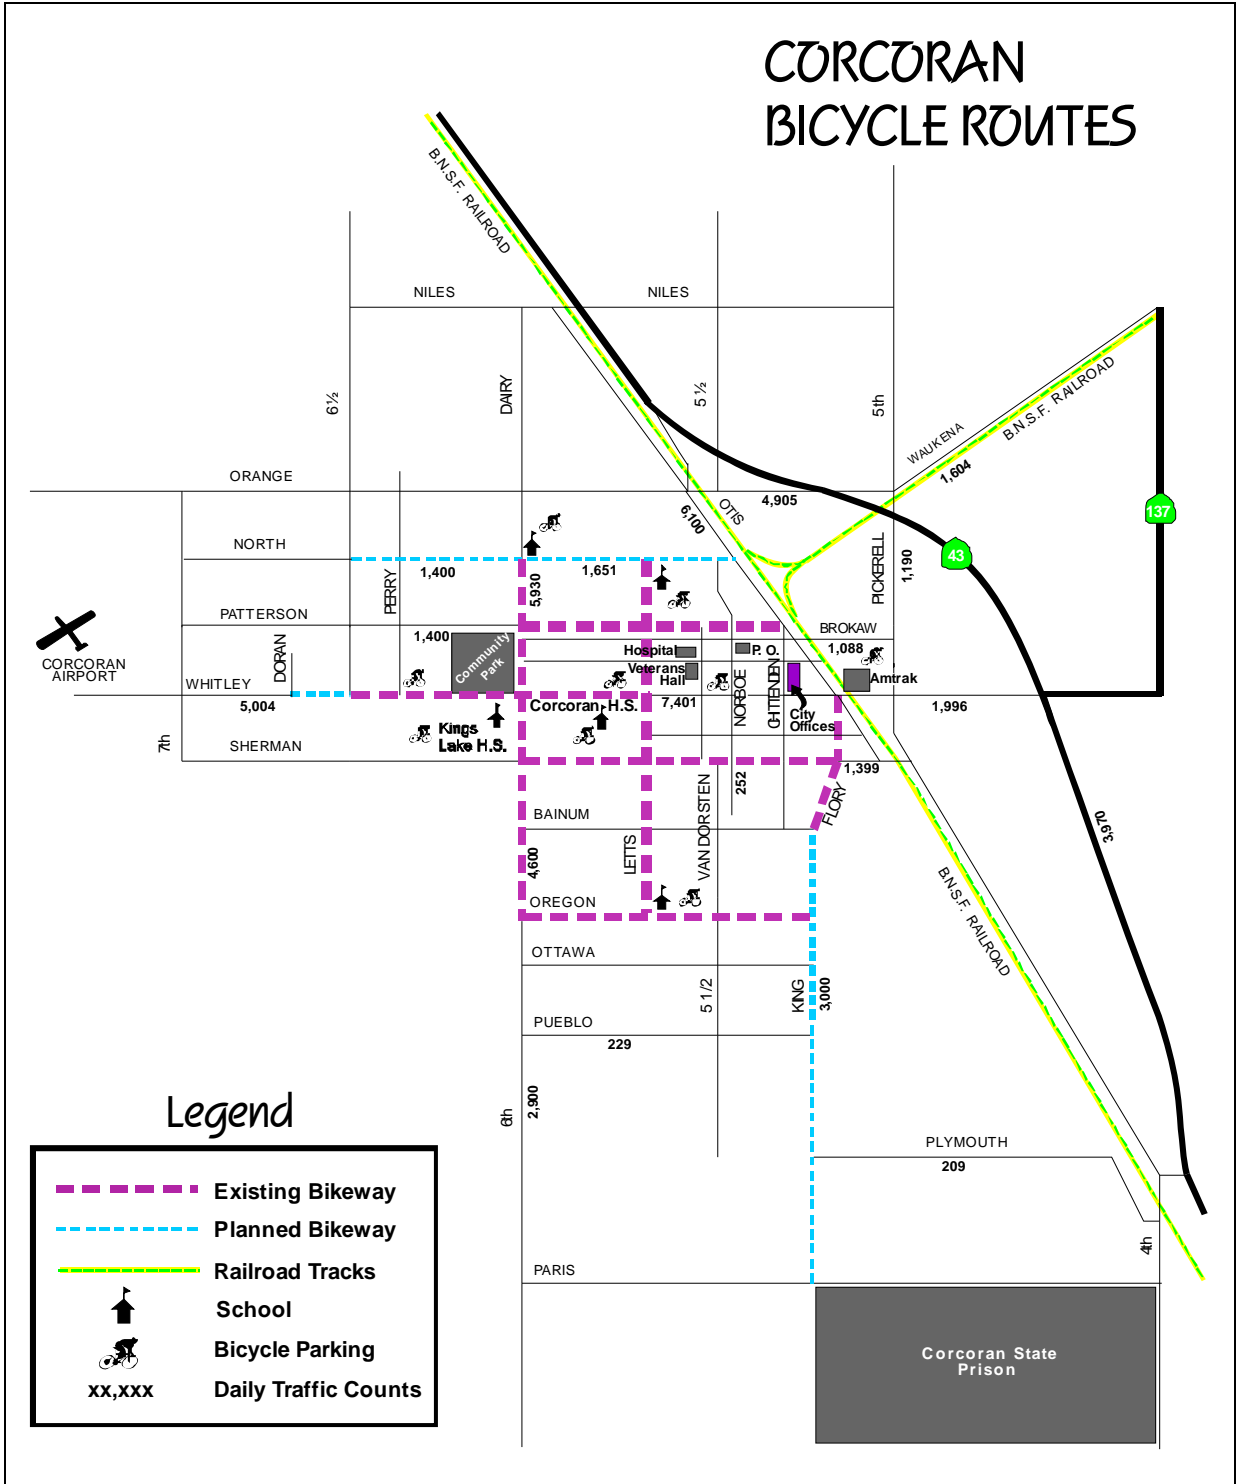 CORCORAN
BICYCLE ROUTES
B.N.S.F. RAILROAD
NILES
NILES
6 ½
DAIRY
5 ½
5th
WAUKENA
B.N.S.F. RAILROAD
1,604
ORANGE
4,905
OTIS
6,100
137
43
NORTH
1,400
1,651
5,930
PERRY
PICKERELL
1,190
PATTERSON
1,400
BROKAW
1,088
Community
Park
Hospital
P. O.
Veterans
Hall
Amtrak
CORCORAN
AIRPORT
DORAN
WHITLEY
5,004
Corcoran H.S.
7,401
NORBOE
CHITTENDEN
City
Offices
1,996
Kings
Lake H.S.
7th
SHERMAN
1,399
252
FLORY
BAINUM
VAN DORSTEN
LETTS
4,600
3,970
OREGON
B.N.S.F. RAILROAD
OTTAWA
5 1/2
KING
3,000
PUEBLO
229
6th
2,900
PLYMOUTH
209
4th
PARIS
Corcoran State
Prison
Legend
Existing Bikeway
Planned Bikeway
Railroad Tracks
School
Bicycle Parking
xx,xxx Daily Traffic Counts